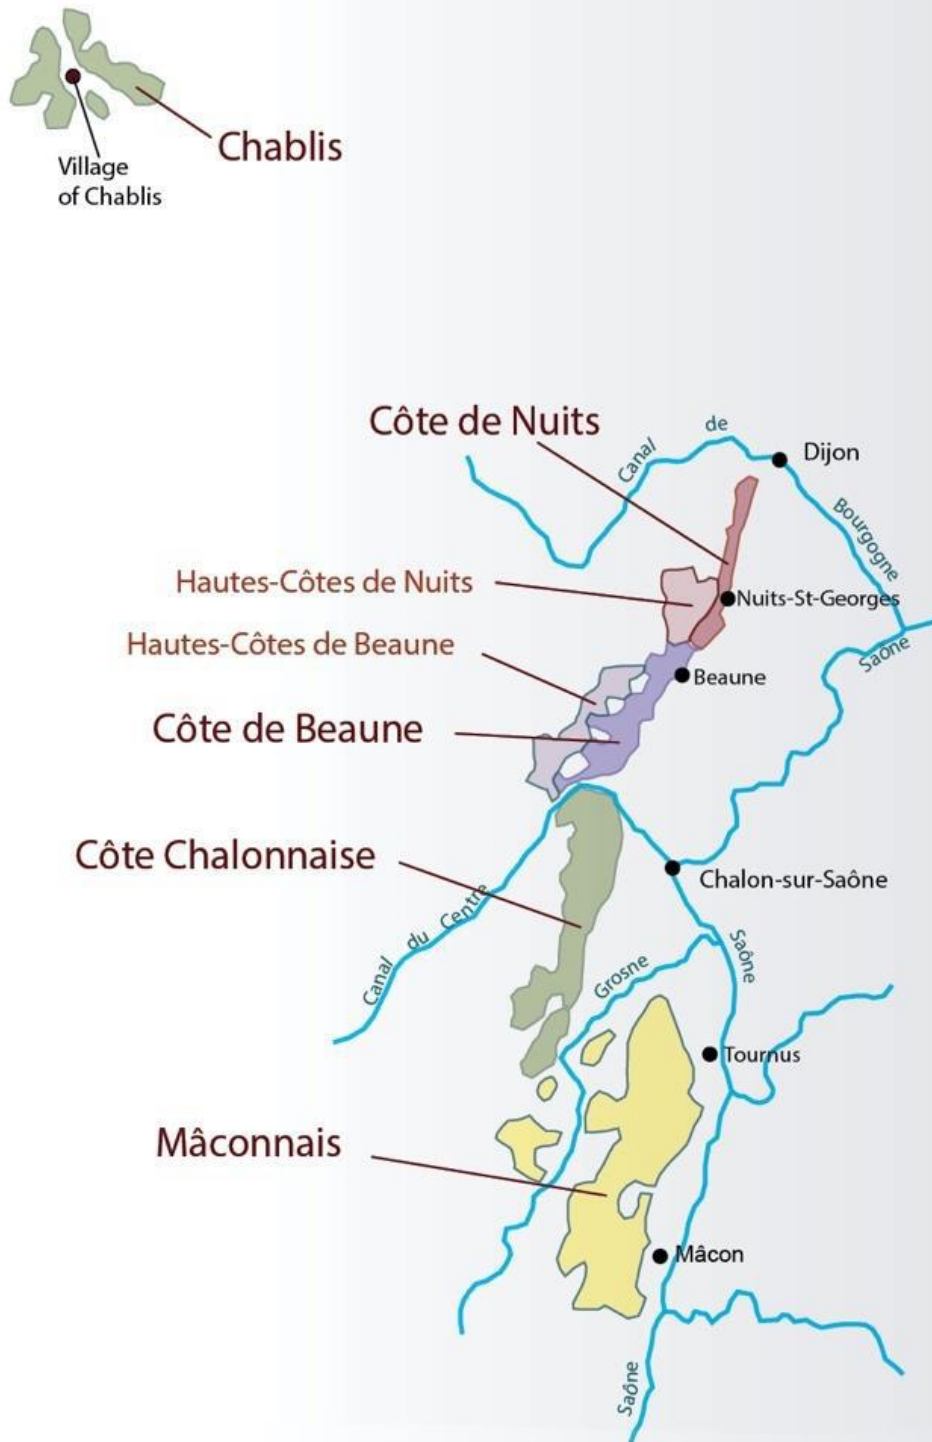 Chablis
Village
of Chablis
Côte de Nuits
Canal de Bourgogne
Dijon
Hautes-Côtes de Nuits
Nuits-St-Georges
Hautes-Côtes de Beaune
Saône
Beaune
Côte de Beaune
Côte Chalonnaise
Chalon-sur-Saône
Canal du Centre
Grosne
Saône
Tournus
Mâconnais
Mâcon
Saône